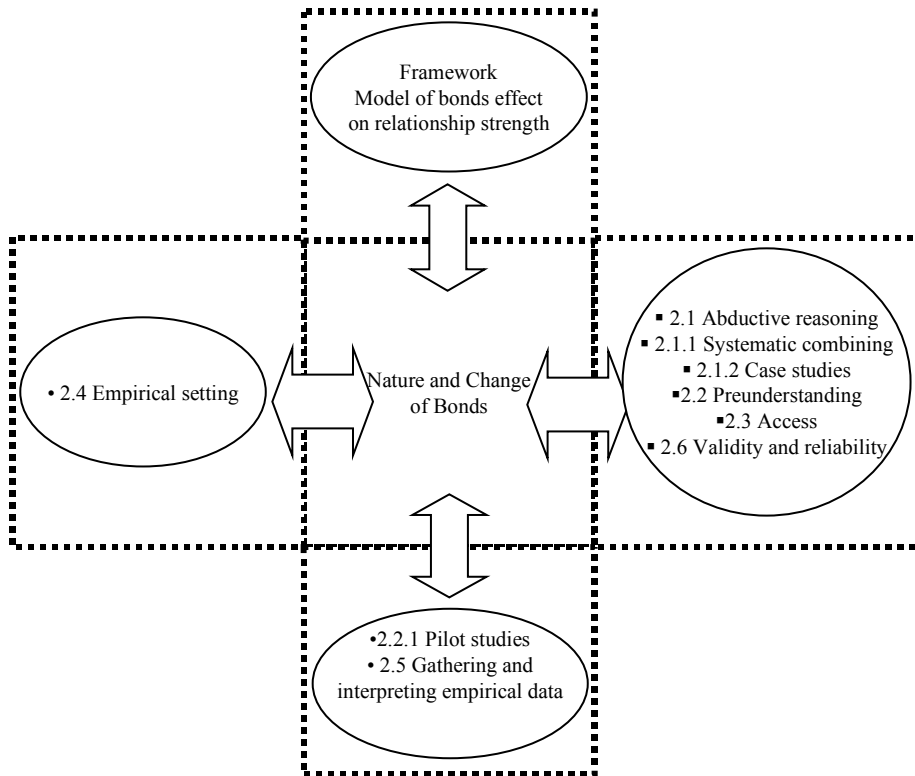 Framework
Model of bonds effect
on relationship strength
• 2.4 Empirical setting
Nature and Change
of Bonds
▪ 2.1 Abductive reasoning
▪ 2.1.1 Systematic combining
▪ 2.1.2 Case studies
▪2.2 Preunderstanding
▪ 2.3 Access
▪ 2.6 Validity and reliability
•2.2.1 Pilot studies
• 2.5 Gathering and
interpreting empirical data